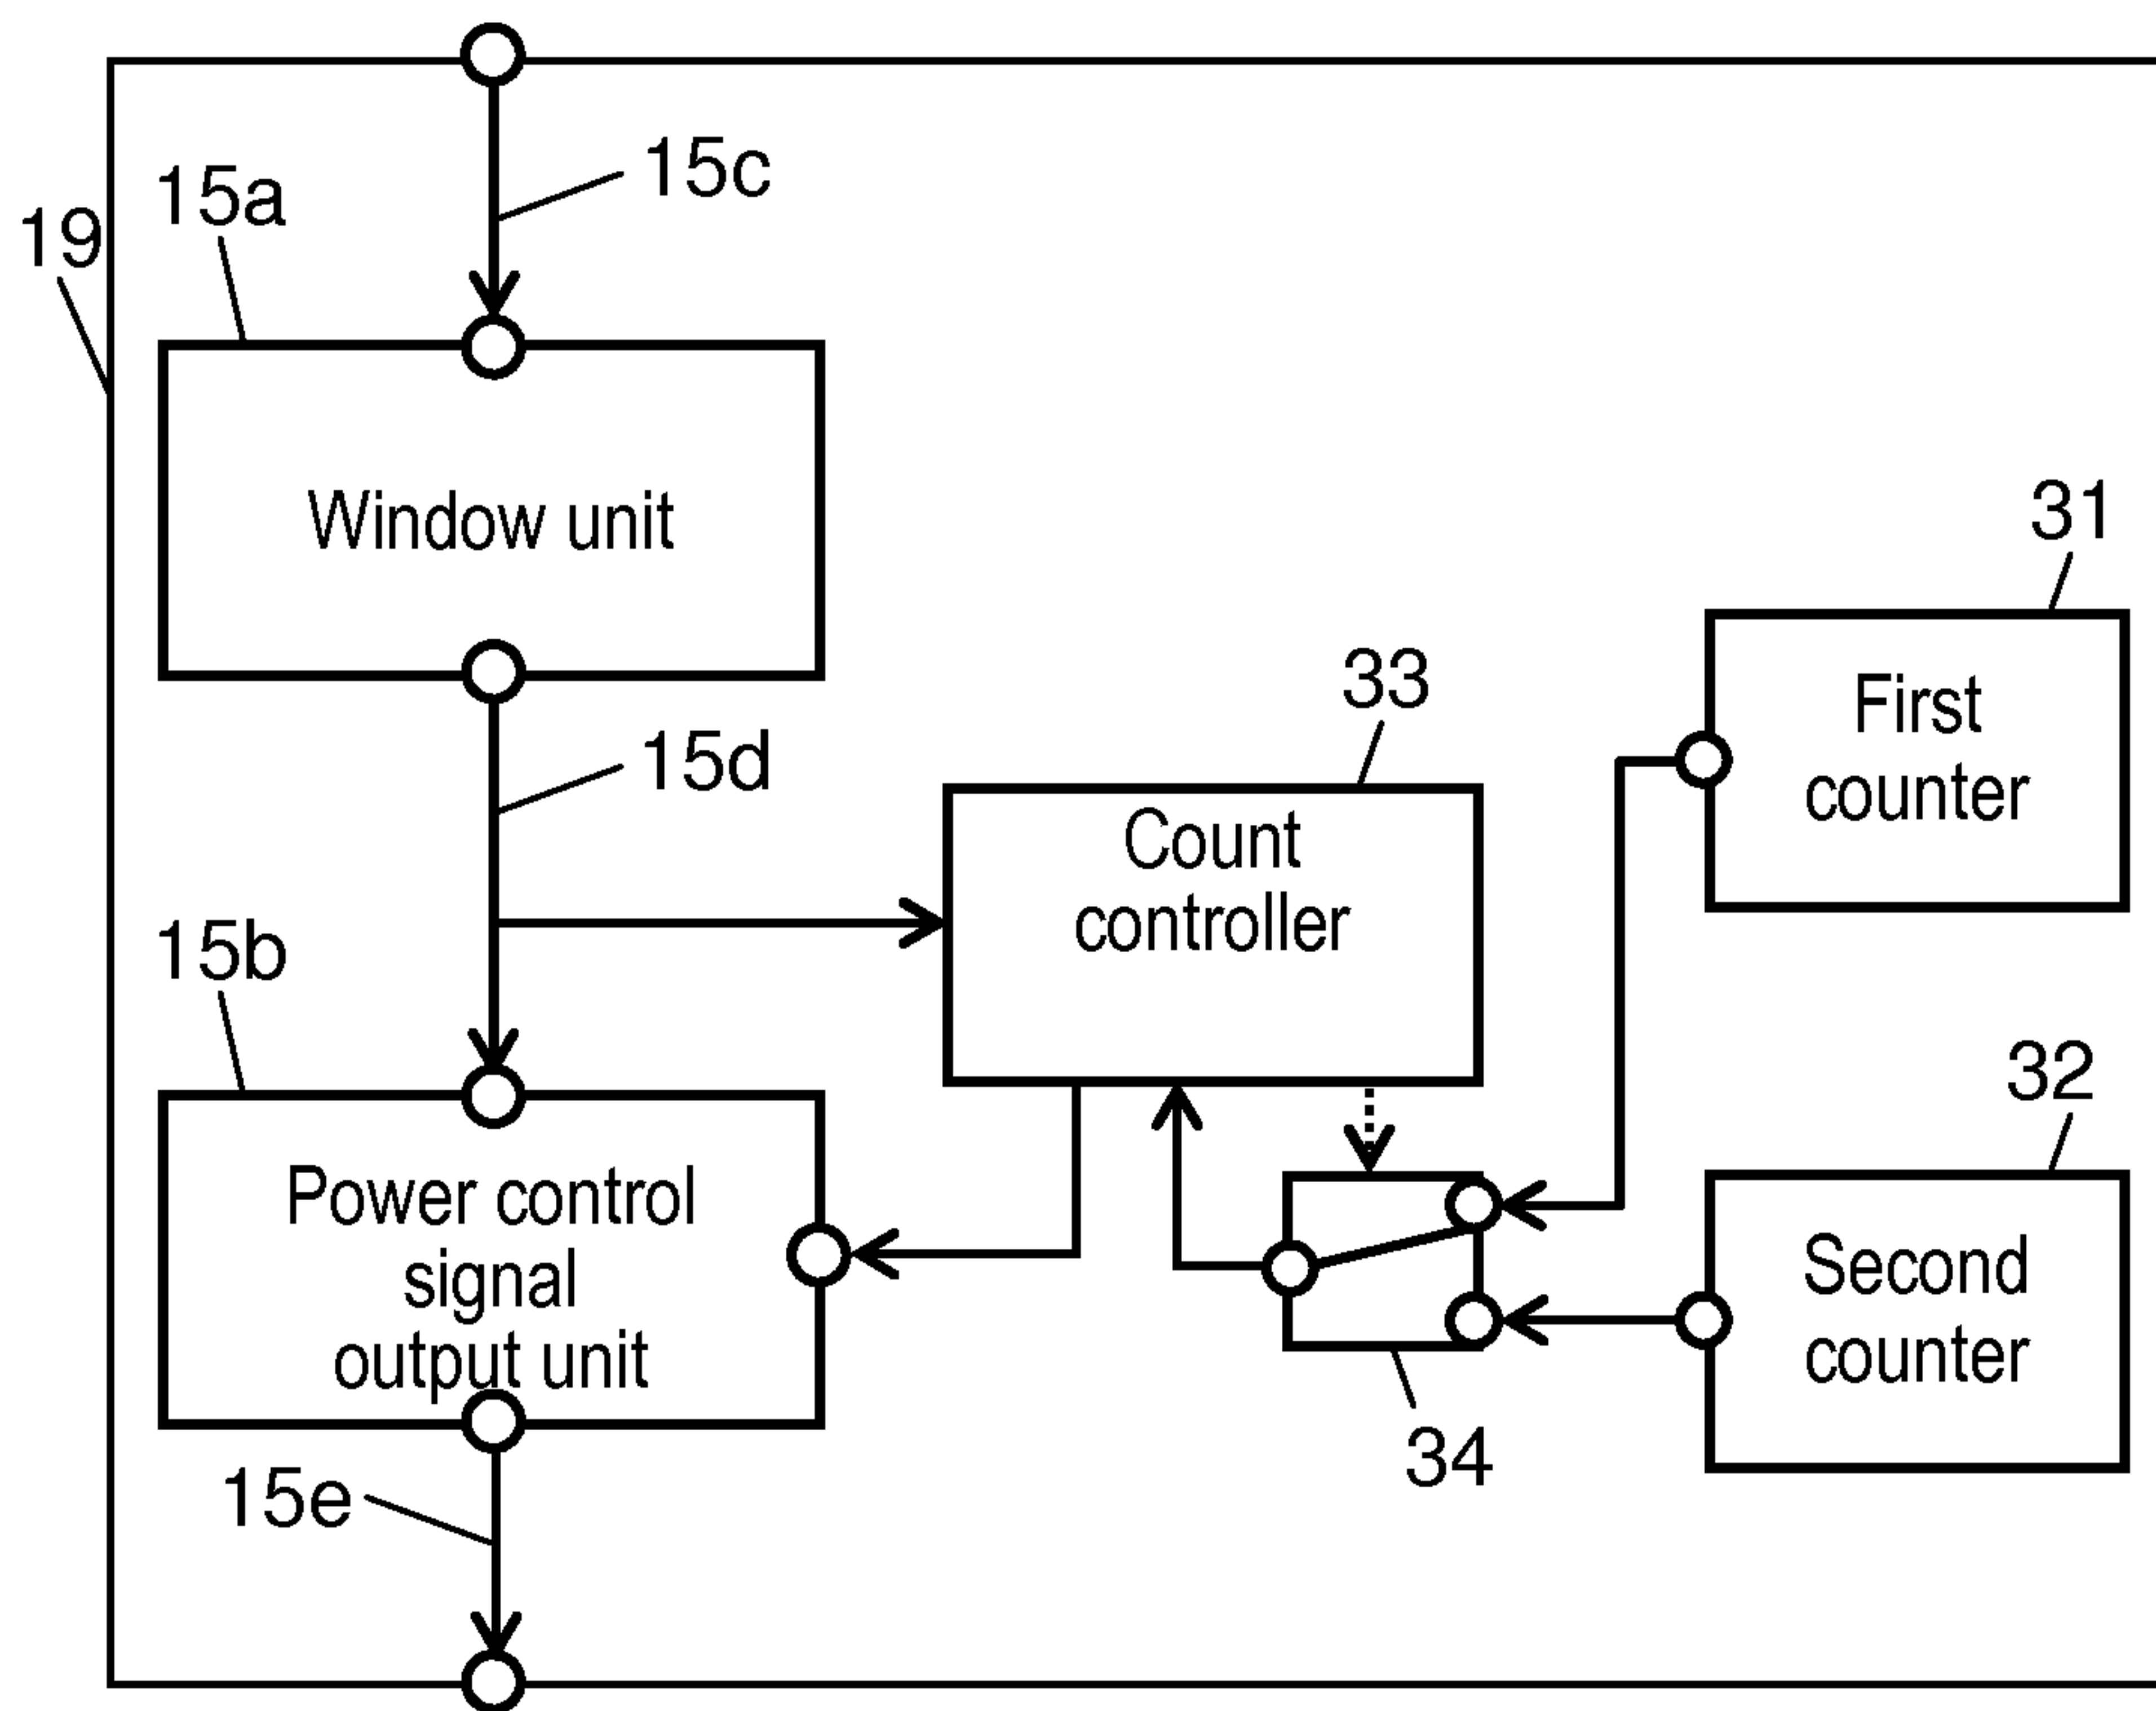 15c
15a
19
Window unit
31
First
counter
33
15d
Count
controller
15b
32
Power control
signal
output unit
Second
counter
34
15e